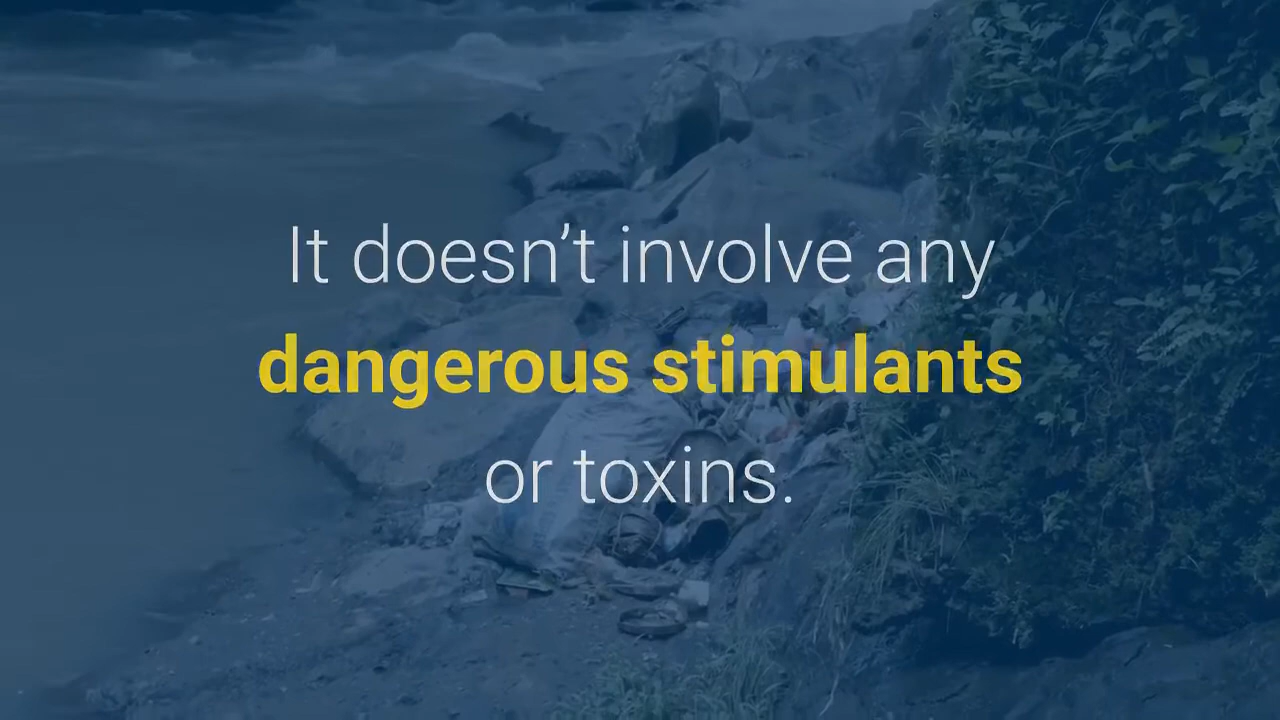 It doesn’t involve any
dangerous stimulants
or toxins.